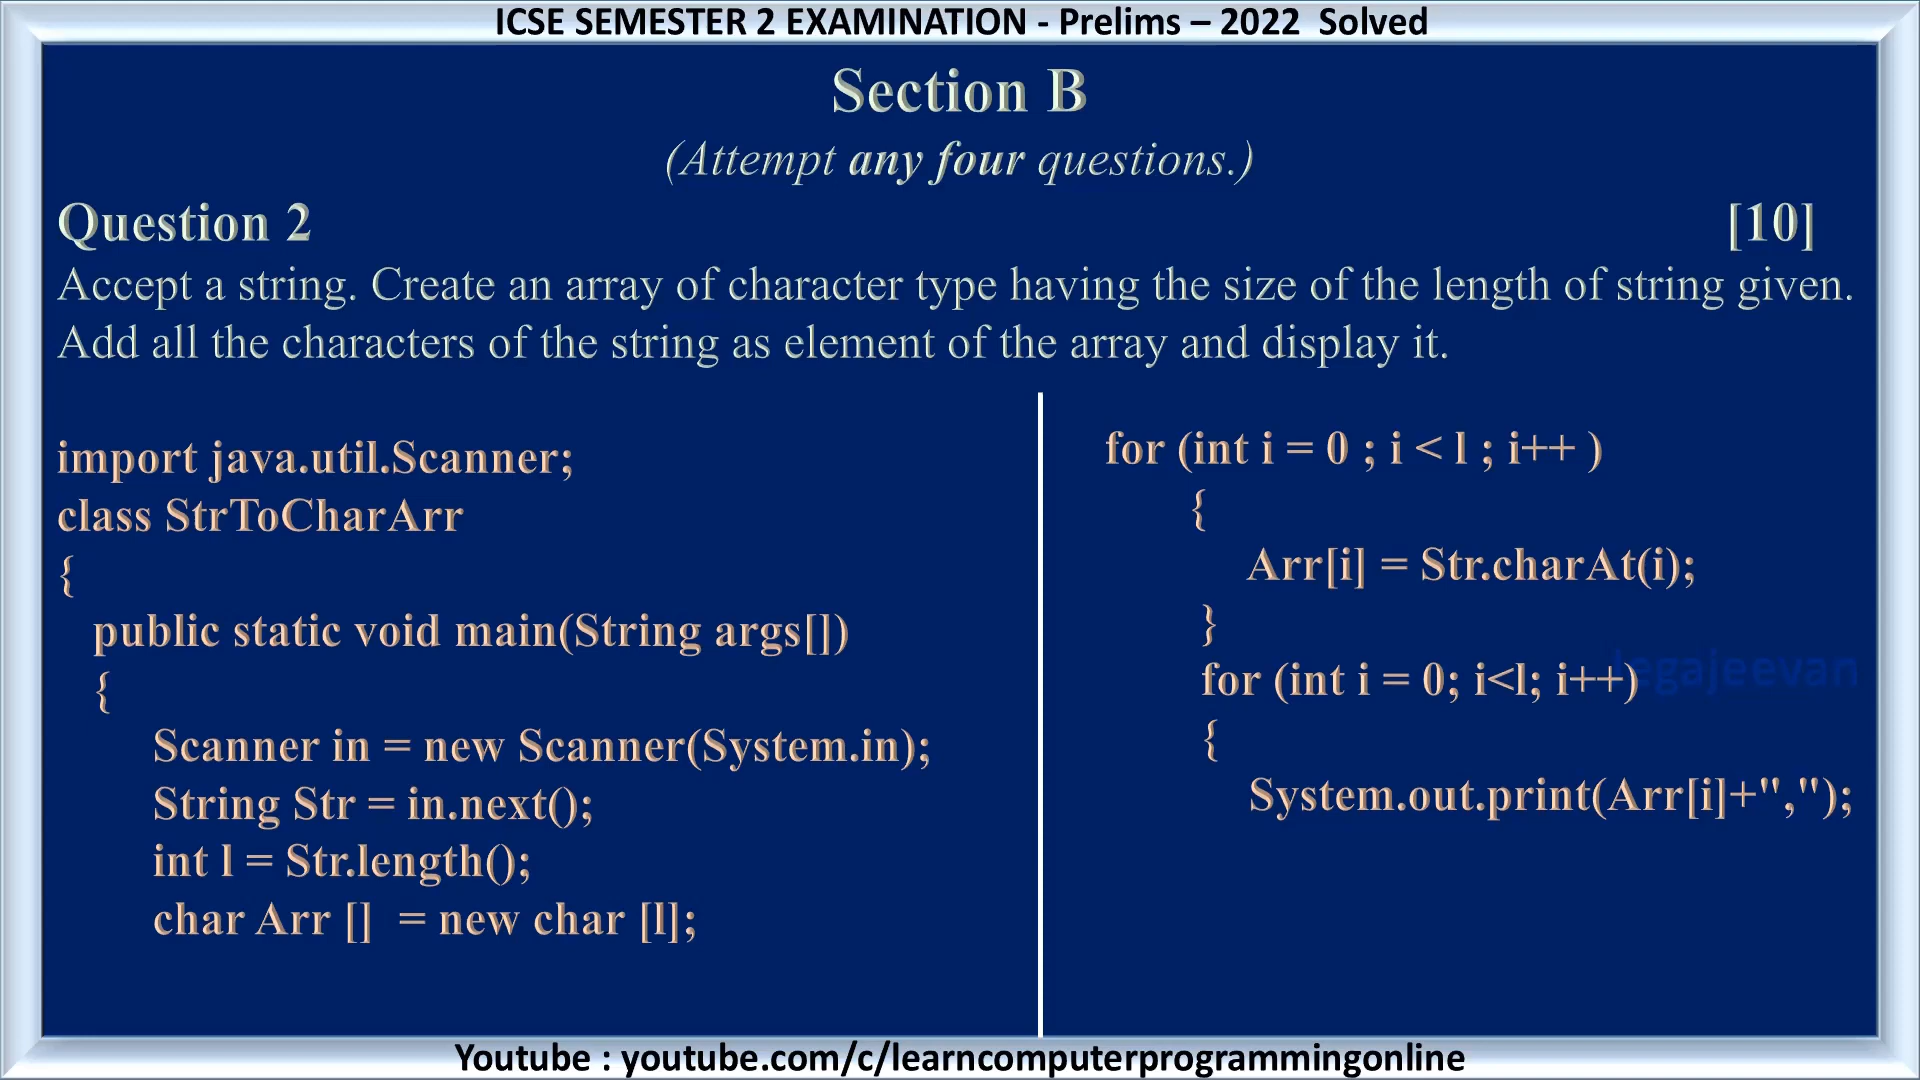 ICSE SEMESTER 2 EXAMINATION - Prelims – 2022 Solved
Section B
(Attempt any four questions.)
Question 2 [10]
Accept a string. Create an array of character type having the size of the length of string given.
Add all the characters of the string as element of the array and display it.
import java.util.Scanner;
class StrToCharArr
{
public static void main(String args[])
{
Scanner in = new Scanner(System.in);
String Str = in.next();
int l = Str.length();
char Arr [] = new char [l];
for (int i = 0 ; i < l ; i++ )
{
Arr[i] = Str.charAt(i);
}
for (int i = 0; i<l; i++)
{
System.out.print(Arr[i]+",");
Youtube : youtube.com/c/learncomputerprogrammingonline